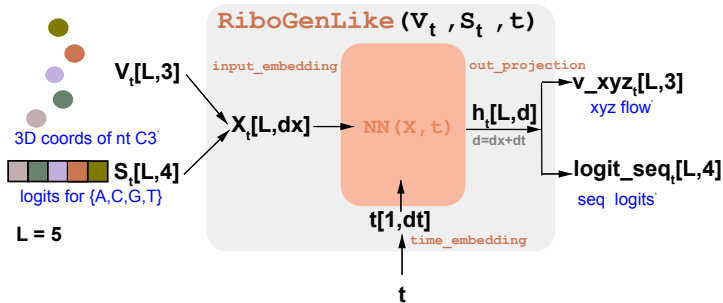 RiboGenLike(Vt,St,t)
input_embedding
out_projection
Vt[L,3]
3D coords of nt C3'
St[L,4]
logits for {A,C,G,T}
L = 5
Xt[L,dx]
NN(X,t)
ht[L,d]
d=dx+dt
t[1,dt]
time_embedding
t
v_xyzt[L,3]
xyz flow
logit_seqt[L,4]
seq logits